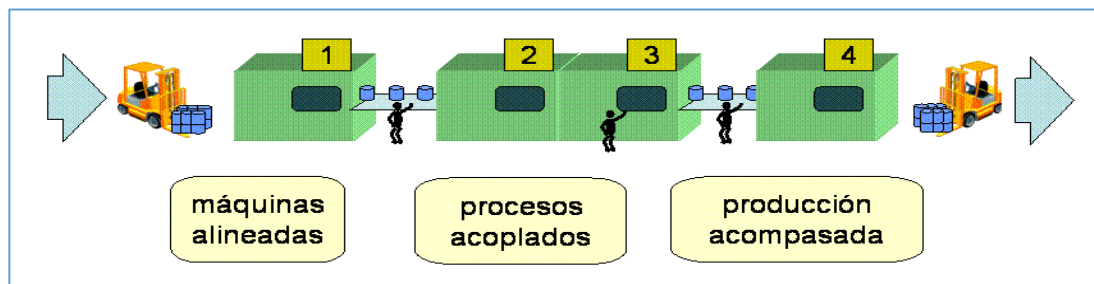 1
2
3
4
máquinas
alineadas
procesos
acoplados
producción
acompasada